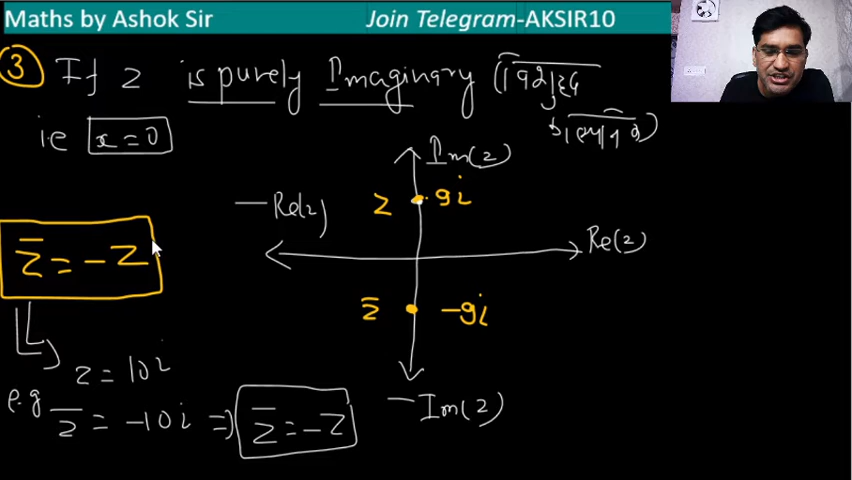 Maths by Ashok Sir
Join Telegram-AKSIR10
③ If z is purely Imaginary
ie x=0
Im(z)
z 9i
-Re(z)
Re(z)
z̄ = -z
z̄ -9i
z = 10i
e.g
z̄ = -10i ⇒ z̄ = -z
-Im(z)